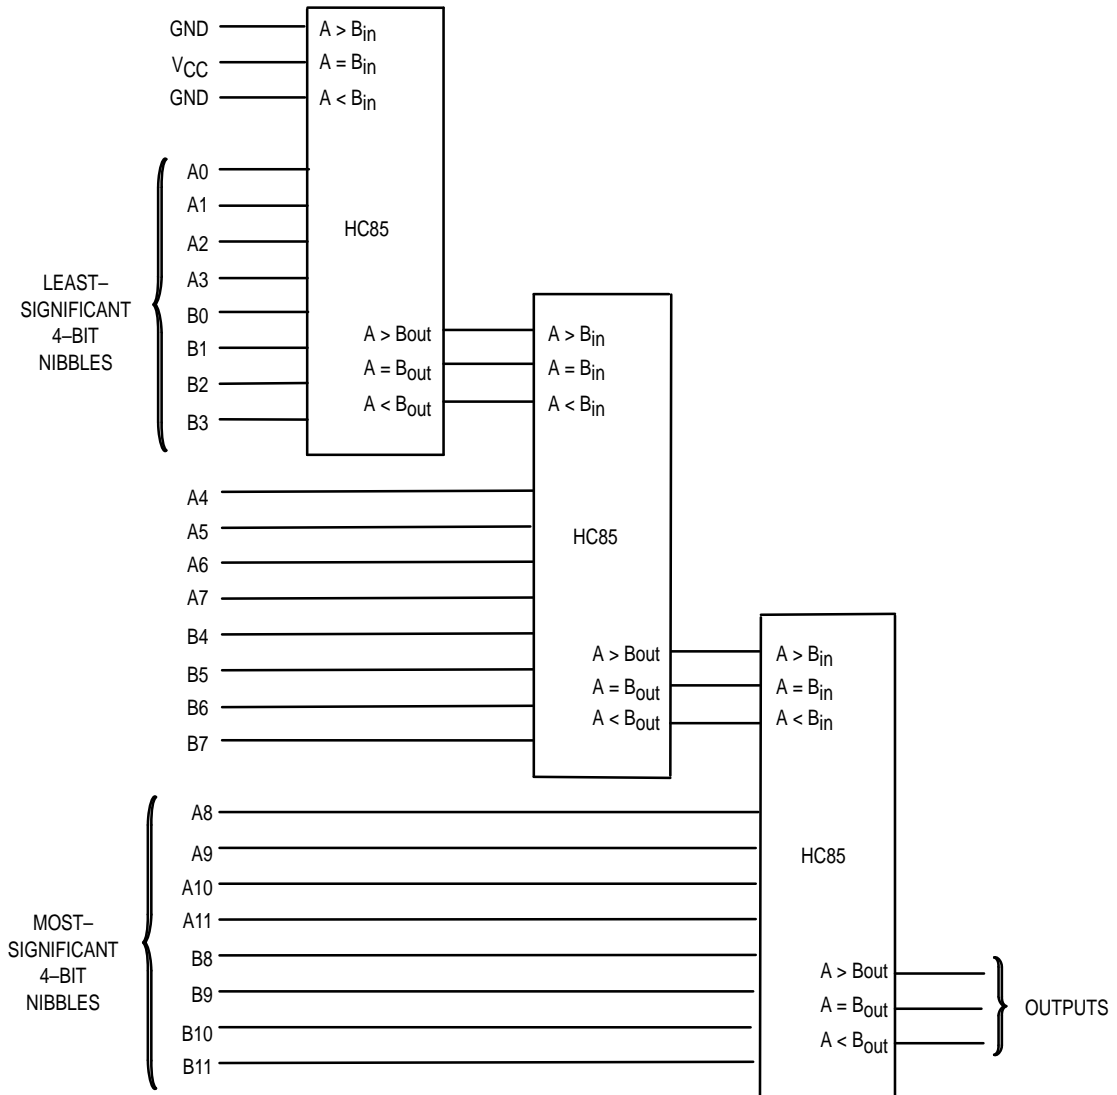 GND
A > Bin
VCC
A = Bin
GND
A < Bin
A0
A1
A2
A3
B0
B1
B2
B3
LEAST–
SIGNIFICANT
4–BIT
NIBBLES
HC85
A > Bout
A = Bout
A < Bout
A > Bin
A = Bin
A < Bin
A4
A5
A6
A7
B4
B5
B6
B7
HC85
A > Bout
A = Bout
A < Bout
A > Bin
A = Bin
A < Bin
A8
A9
A10
A11
B8
B9
B10
B11
MOST–
SIGNIFICANT
4–BIT
NIBBLES
HC85
A > Bout
A = Bout
A < Bout
OUTPUTS